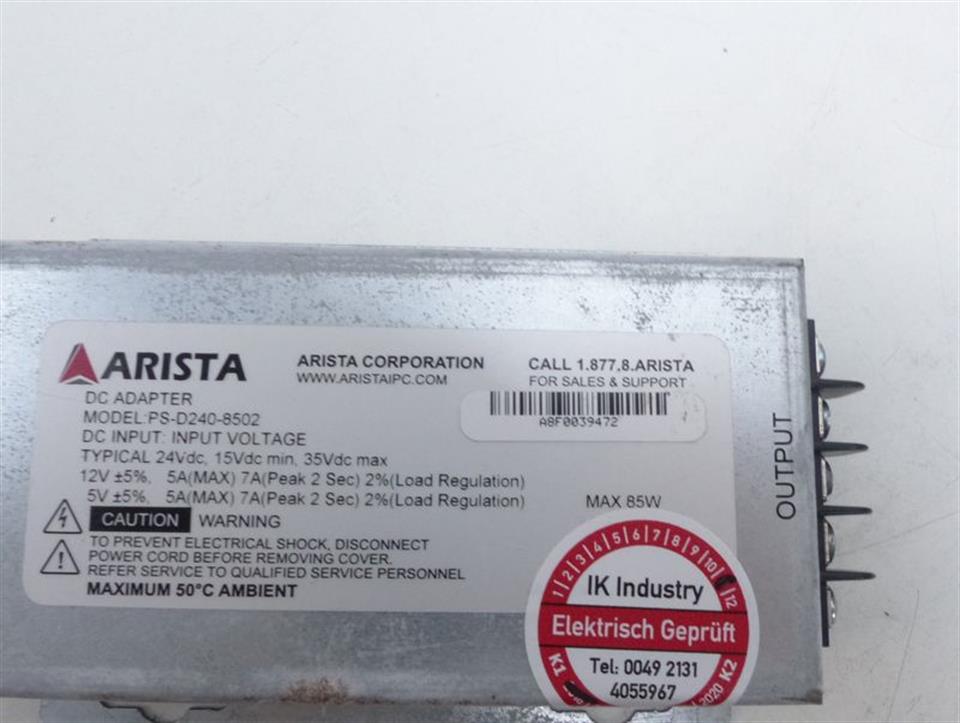 ARISTA
ARISTA CORPORATION
WWW.ARISTAIPC.COM
CALL 1.877.8.ARISTA
FOR SALES & SUPPORT
A8F0039472
DC ADAPTER
MODEL:PS-D240-8502
DC INPUT: INPUT VOLTAGE
TYPICAL 24Vdc, 15Vdc min, 35Vdc max
12V ±5%, 5A(MAX) 7A(Peak 2 Sec) 2%(Load Regulation)
5V ±5%, 5A(MAX) 7A(Peak 2 Sec) 2%(Load Regulation)
MAX 85W
CAUTION WARNING
TO PREVENT ELECTRICAL SHOCK, DISCONNECT
POWER CORD BEFORE REMOVING COVER.
REFER SERVICE TO QUALIFIED SERVICE PERSONNEL
MAXIMUM 50°C AMBIENT
OUTPUT
1/2/3/4/5/6/7/8/9/10/ 12
IK Industry
Elektrisch Geprüft
Tel: 0049 2131
4055967
K1
2020 K2